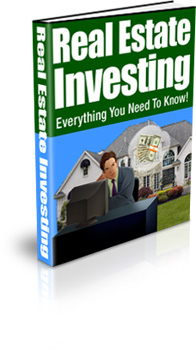 Real Estate
Investing
Everything You Need To Know!
Real Estate Investing